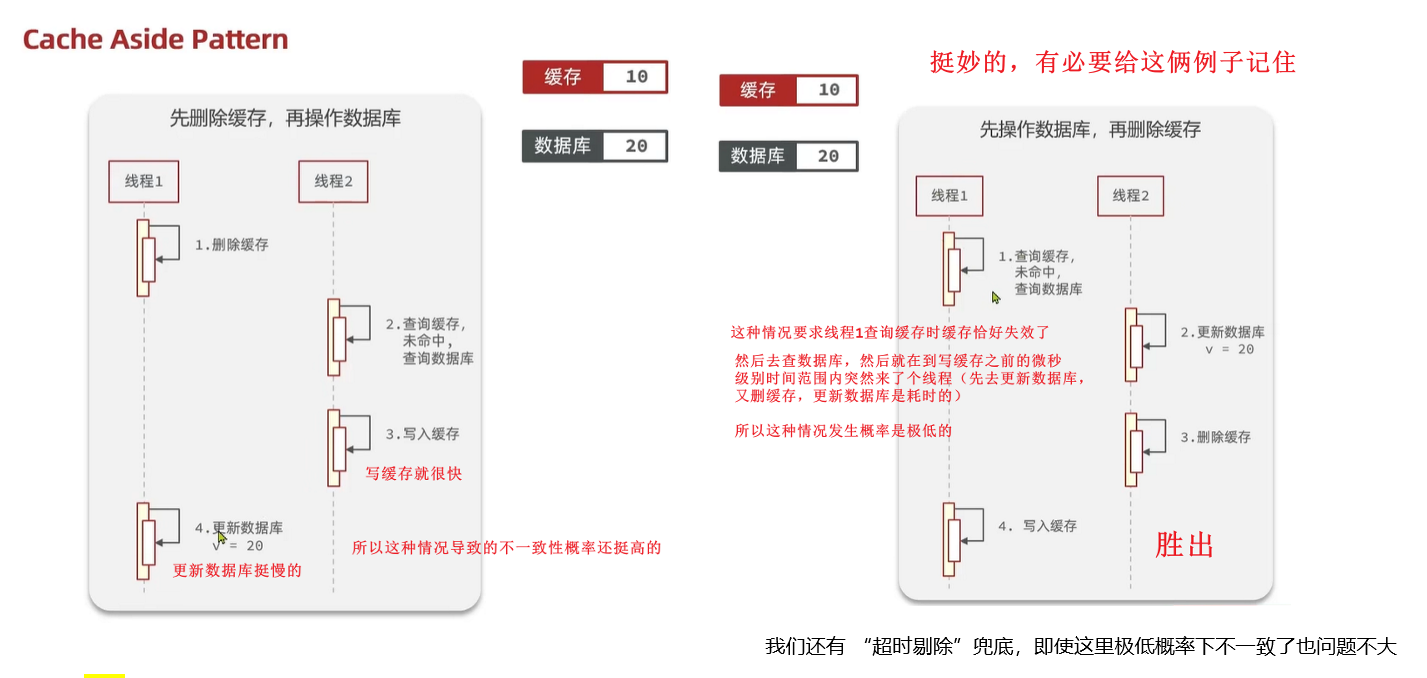 Cache Aside Pattern
先删除缓存，再操作数据库
线程1
线程2
1.删除缓存
2.查询缓存，
未命中，
查询数据库
3.写入缓存
写缓存就很快
4.更新数据库
v = 20
更新数据库挺慢的
所以这种情况导致的不一致性概率还挺高的
缓存 10
数据库 20
缓存 10
数据库 20
挺妙的，有必要给这俩例子记住
先操作数据库，再删除缓存
线程1
线程2
1.查询缓存，
未命中，
查询数据库
这种情况要求线程1查询缓存时缓存恰好失效了
然后去查数据库，然后就在到写缓存之前的微秒
级别时间范围内突然来了个线程（先去更新数据库，
又删缓存，更新数据库是耗时的）
所以这种情况发生概率是极低的
2.更新数据库
v = 20
3.删除缓存
4. 写入缓存
胜出
我们还有 “超时剔除”兜底，即使这里极低概率下不一致了也问题不大